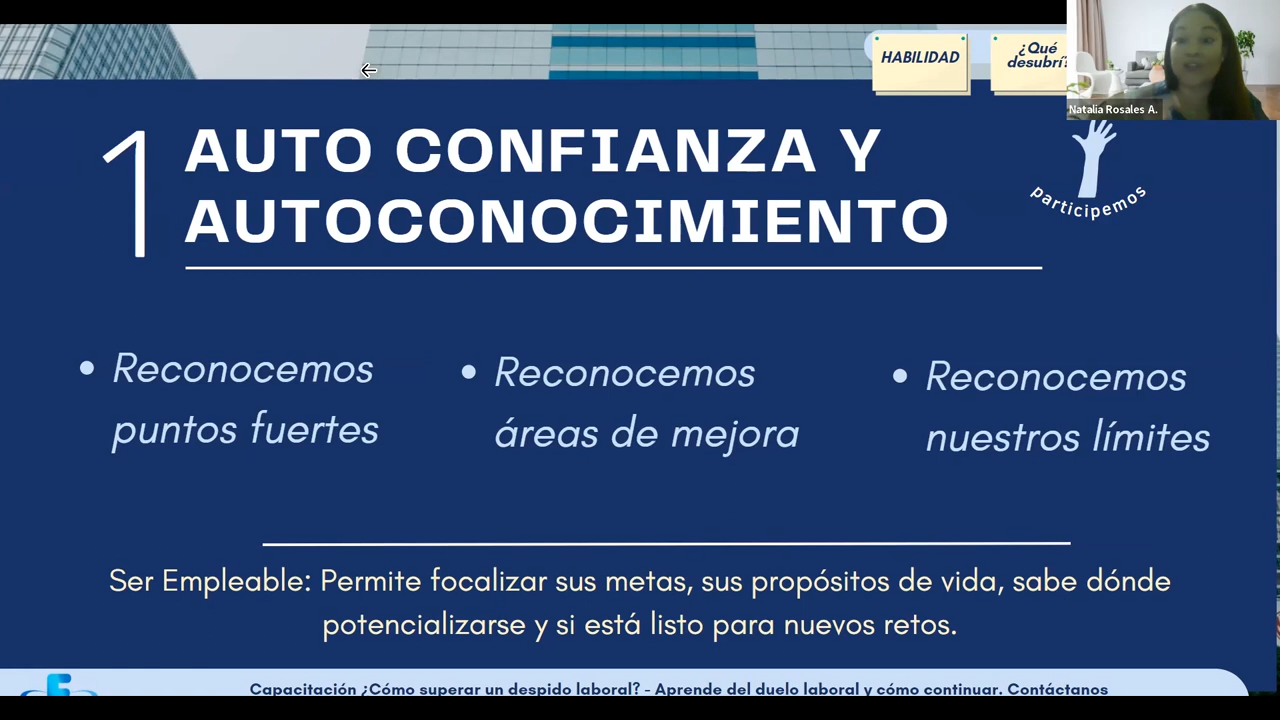 HABILIDAD
¿Qué
desubrí?
Natalia Rosales A.
1
AUTO CONFIANZA Y
AUTOCONOCIMIENTO
participemos
• Reconocemos
puntos fuertes
• Reconocemos
áreas de mejora
• Reconocemos
nuestros límites
Ser Empleable: Permite focalizar sus metas, sus propósitos de vida, sabe dónde
potencializarse y si está listo para nuevos retos.
Capacitación ¿Cómo superar un despido laboral? - Aprende del duelo laboral y cómo continuar. Contáctanos